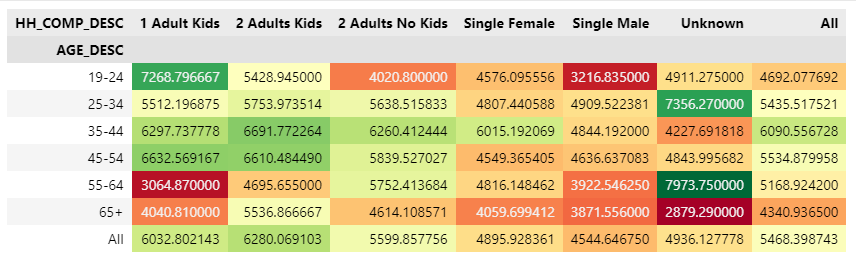 HH_COMP_DESC 1 Adult Kids 2 Adults Kids 2 Adults No Kids Single Female Single Male Unknown All
AGE_DESC
19-24 7268.796667 5428.945000 4020.800000 4576.095556 3216.835000 4911.275000 4692.077692
25-34 5512.196875 5753.973514 5638.515833 4807.440588 4909.522381 7356.270000 5435.517521
35-44 6297.737778 6691.772264 6260.412444 6015.192069 4844.192000 4227.691818 6090.556728
45-54 6632.569167 6610.484490 5839.527027 4549.365405 4636.637083 4843.995682 5534.879958
55-64 3064.870000 4695.655000 5752.413684 4816.148462 3922.546250 7973.750000 5168.924200
65+ 4040.810000 5536.866667 4614.108571 4059.699412 3871.556000 2879.290000 4340.936500
All 6032.802143 6280.069103 5599.857756 4895.928361 4544.646750 4936.127778 5468.398743